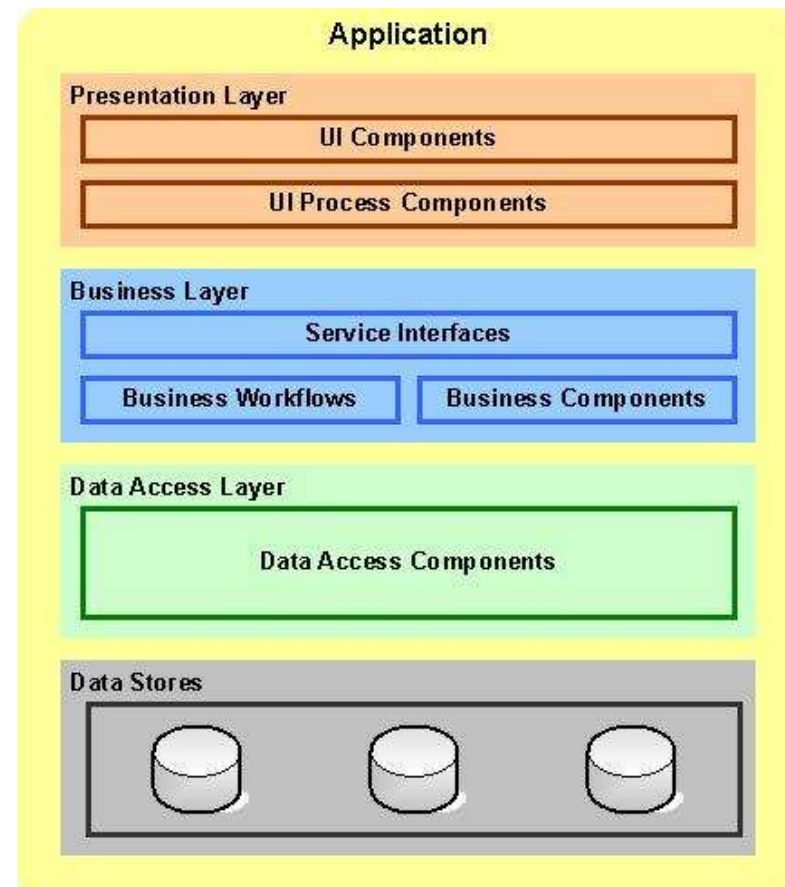 Application
Presentation Layer
UI Components
UI Process Components
Business Layer
Service Interfaces
Business Workflows
Business Components
Data Access Layer
Data Access Components
Data Stores